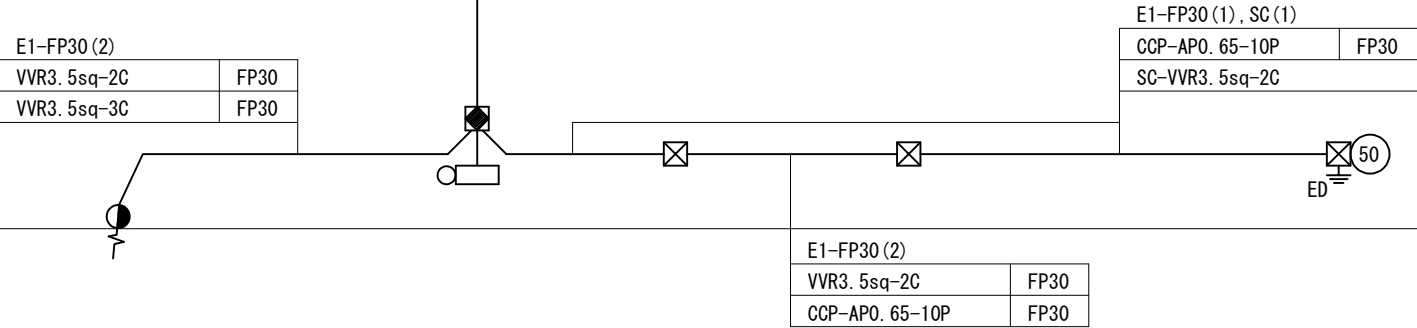 E1-FP30(2)
VVR3.5sq-2C FP30
VVR3.5sq-3C FP30
E1-FP30(1),SC(1)
CCP-AP0.65-10P FP30
SC-VVR3.5sq-2C
50
ED
E1-FP30(2)
VVR3.5sq-2C FP30
CCP-AP0.65-10P FP30